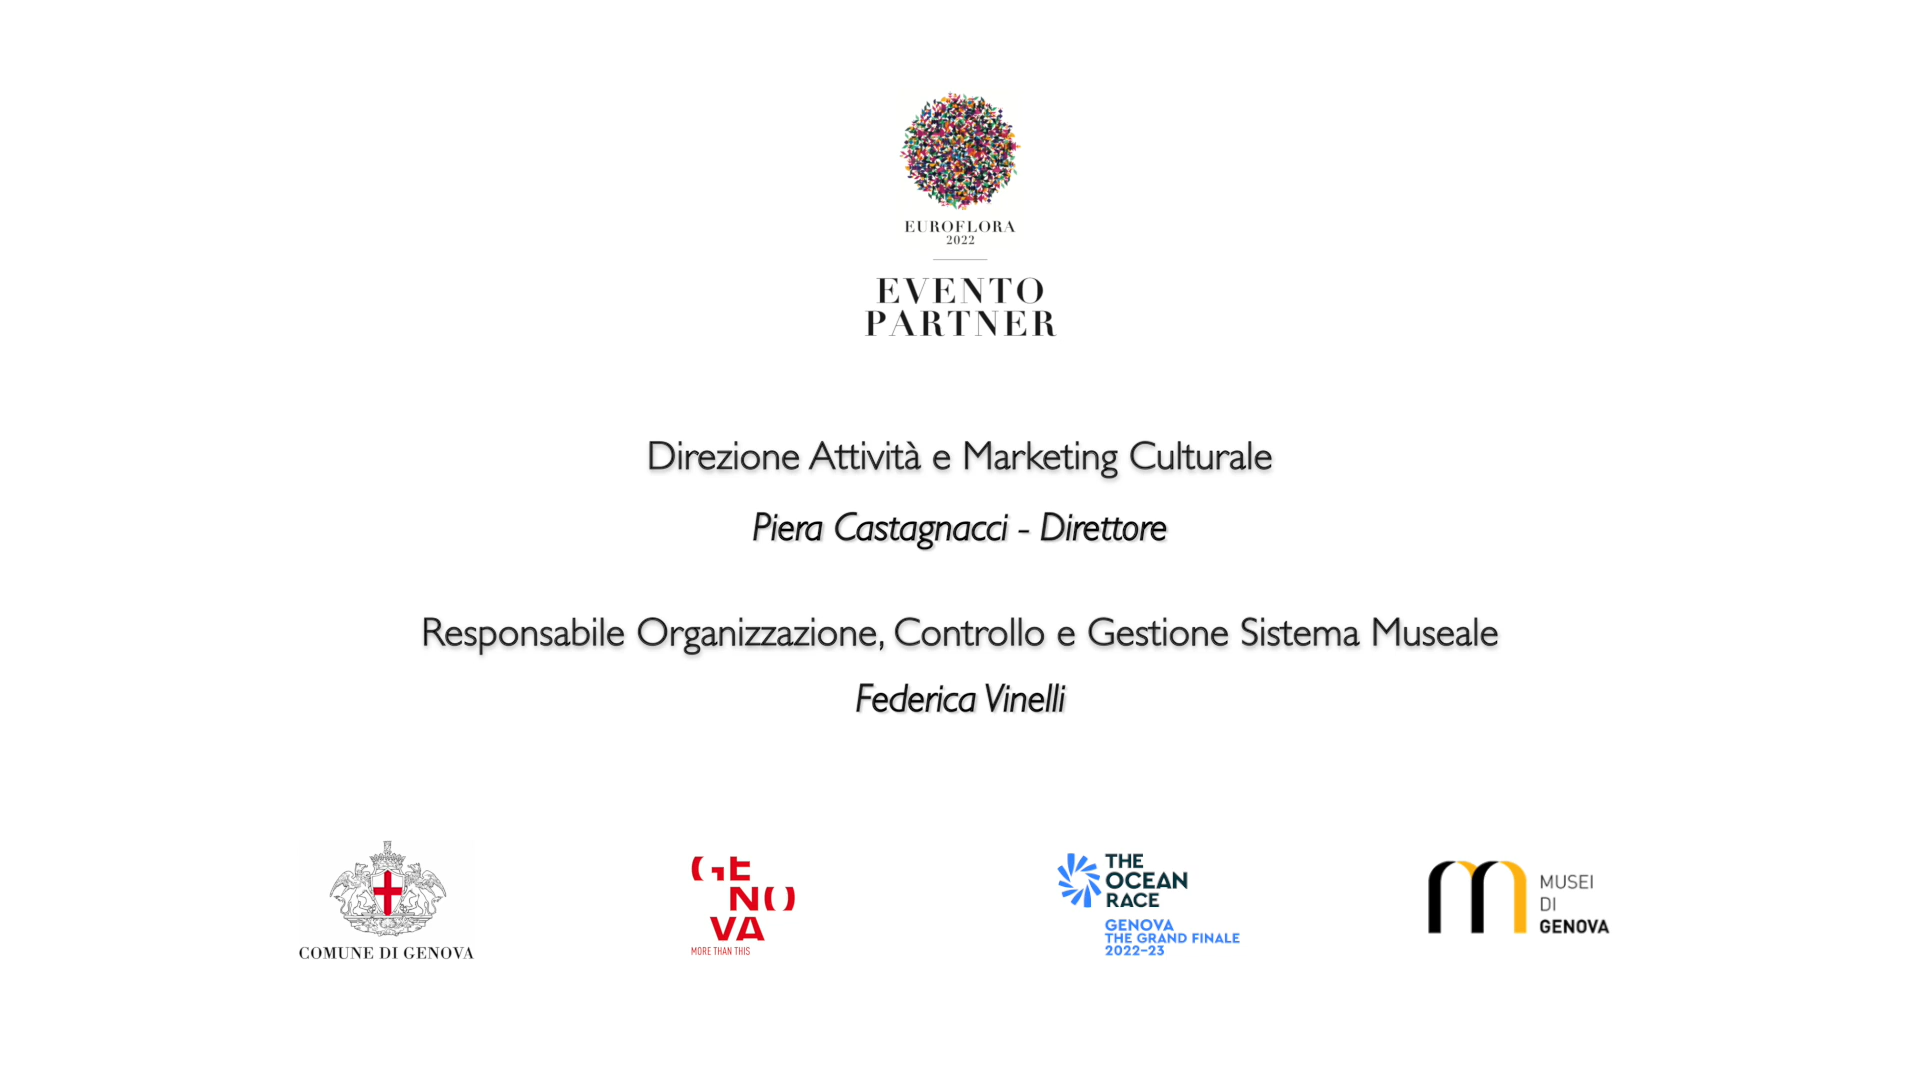 EUROFLORA
2022
EVENTO
PARTNER
Direzione Attività e Marketing Culturale
Piera Castagnacci - Direttore
Responsabile Organizzazione, Controllo e Gestione Sistema Museale
Federica Vinelli
COMUNE DI GENOVA
GE
NO
VA
MORE THAN THIS
THE
OCEAN
RACE
GENOVA
THE GRAND FINALE
2022-23
MUSEI
DI
GENOVA